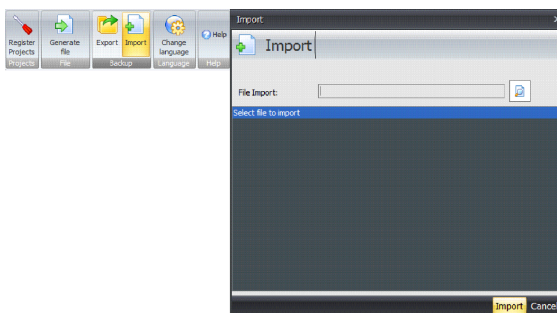 Register Projects
Generate file
Export
Import
Change language
Help
Projects
File
Backup
Language
Help
Import
Import
File Import:
Select file to import
Import
Cancel